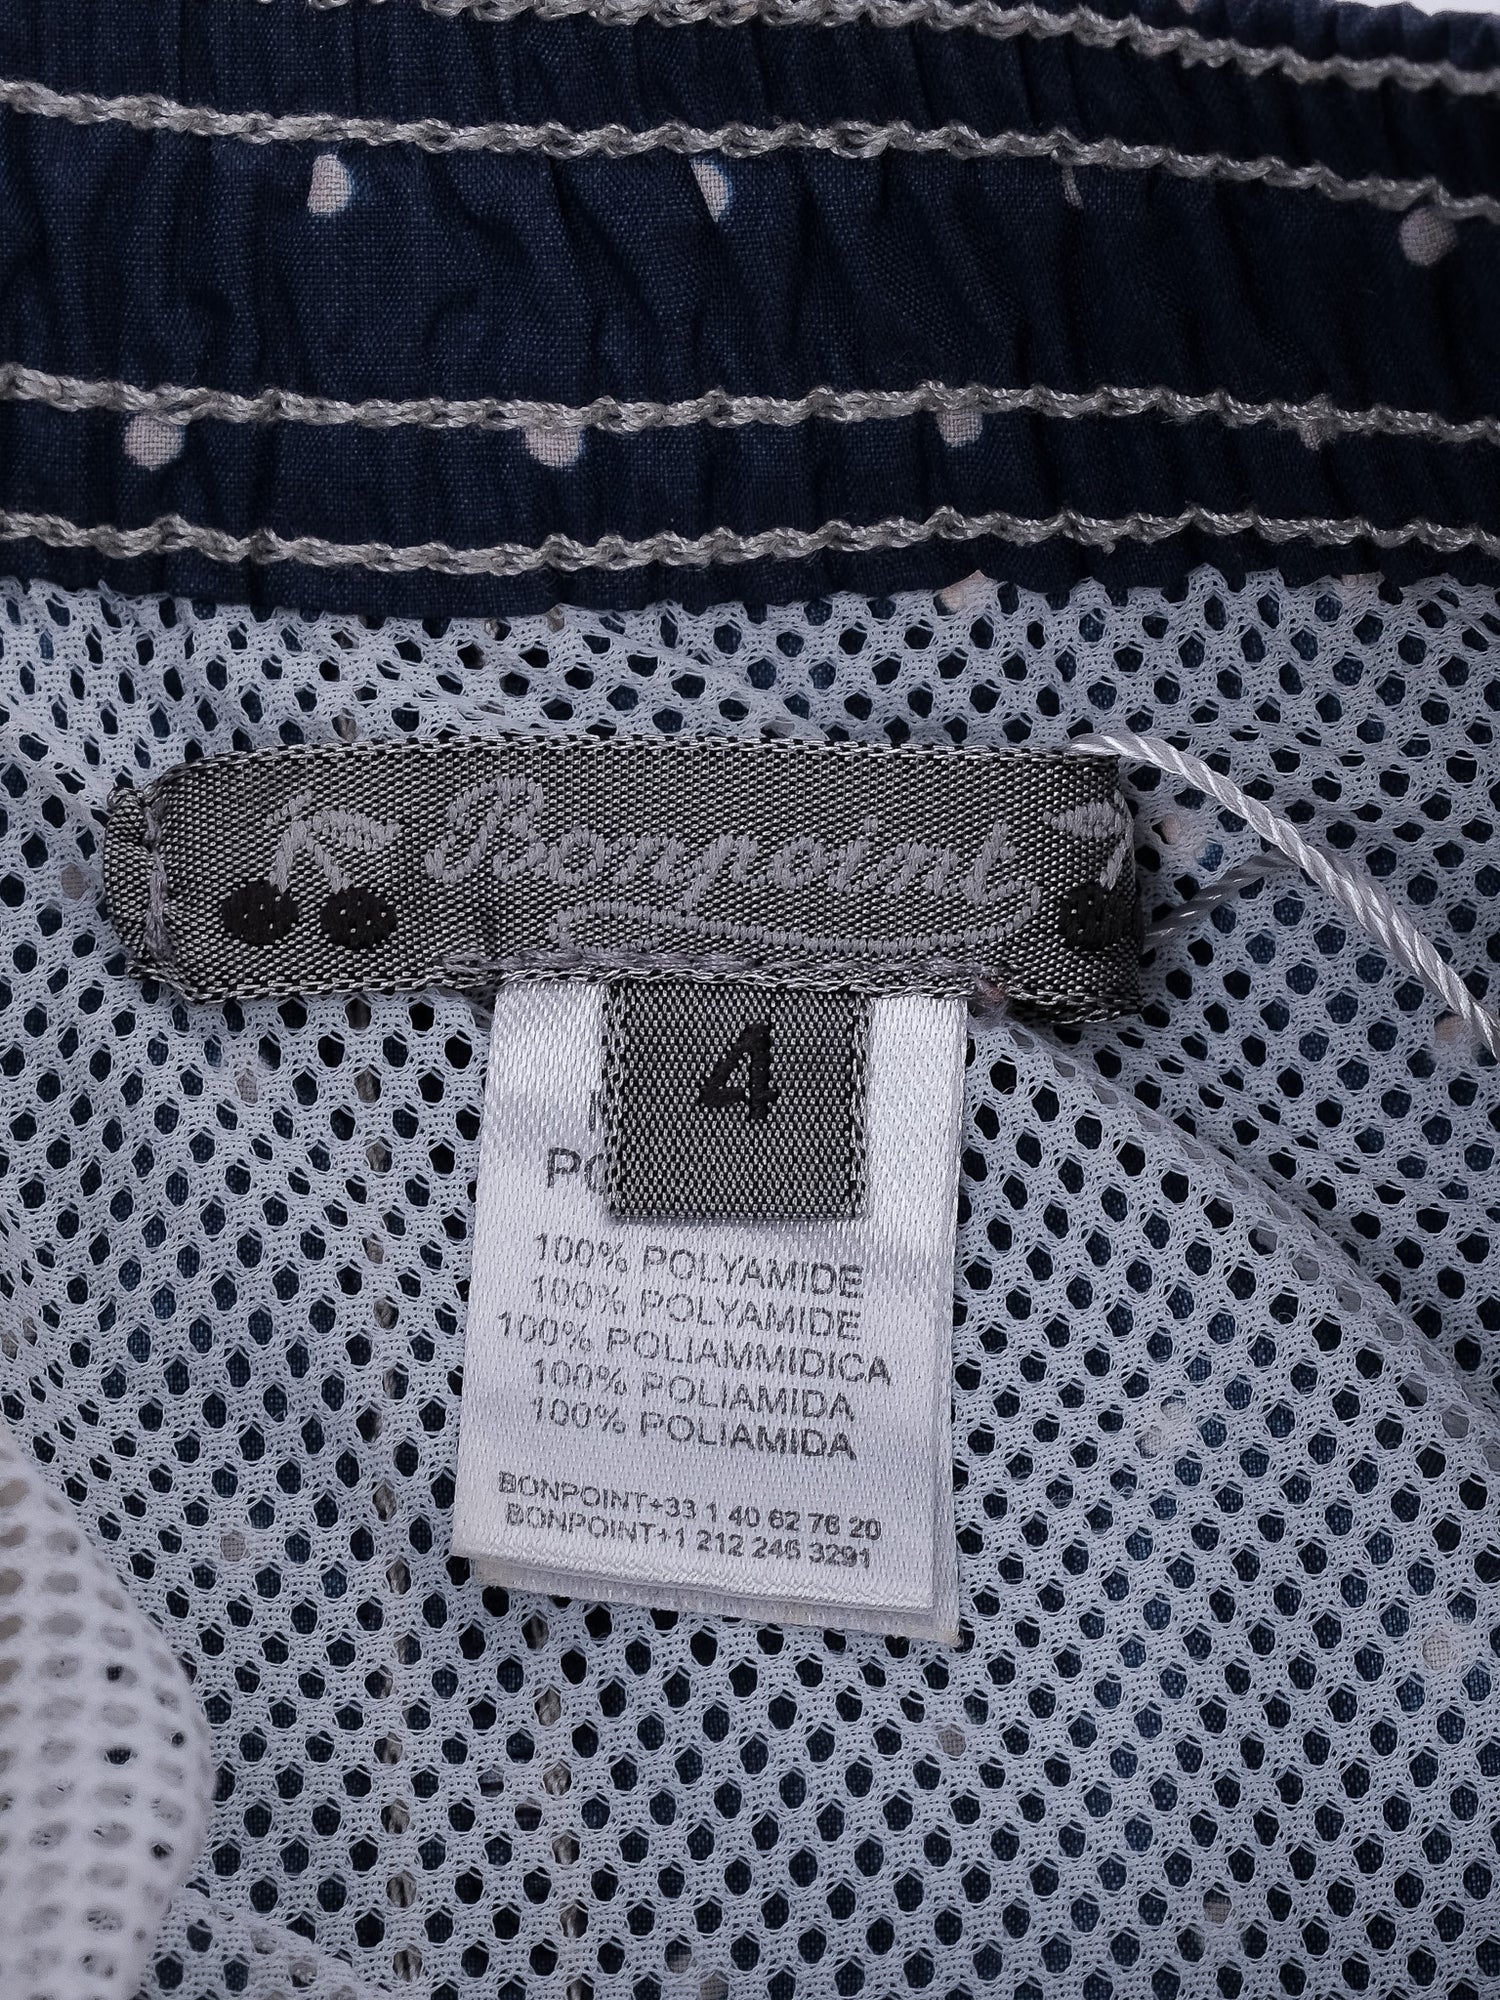 Bonpoint
4
100% POLYAMIDE
100% POLYAMIDE
100% POLIAMMIDICA
100% POLIAMIDA
100% POLIAMIDA
BONPOINT+33 1 40 62 76 20
BONPOINT+1 212 246 3291